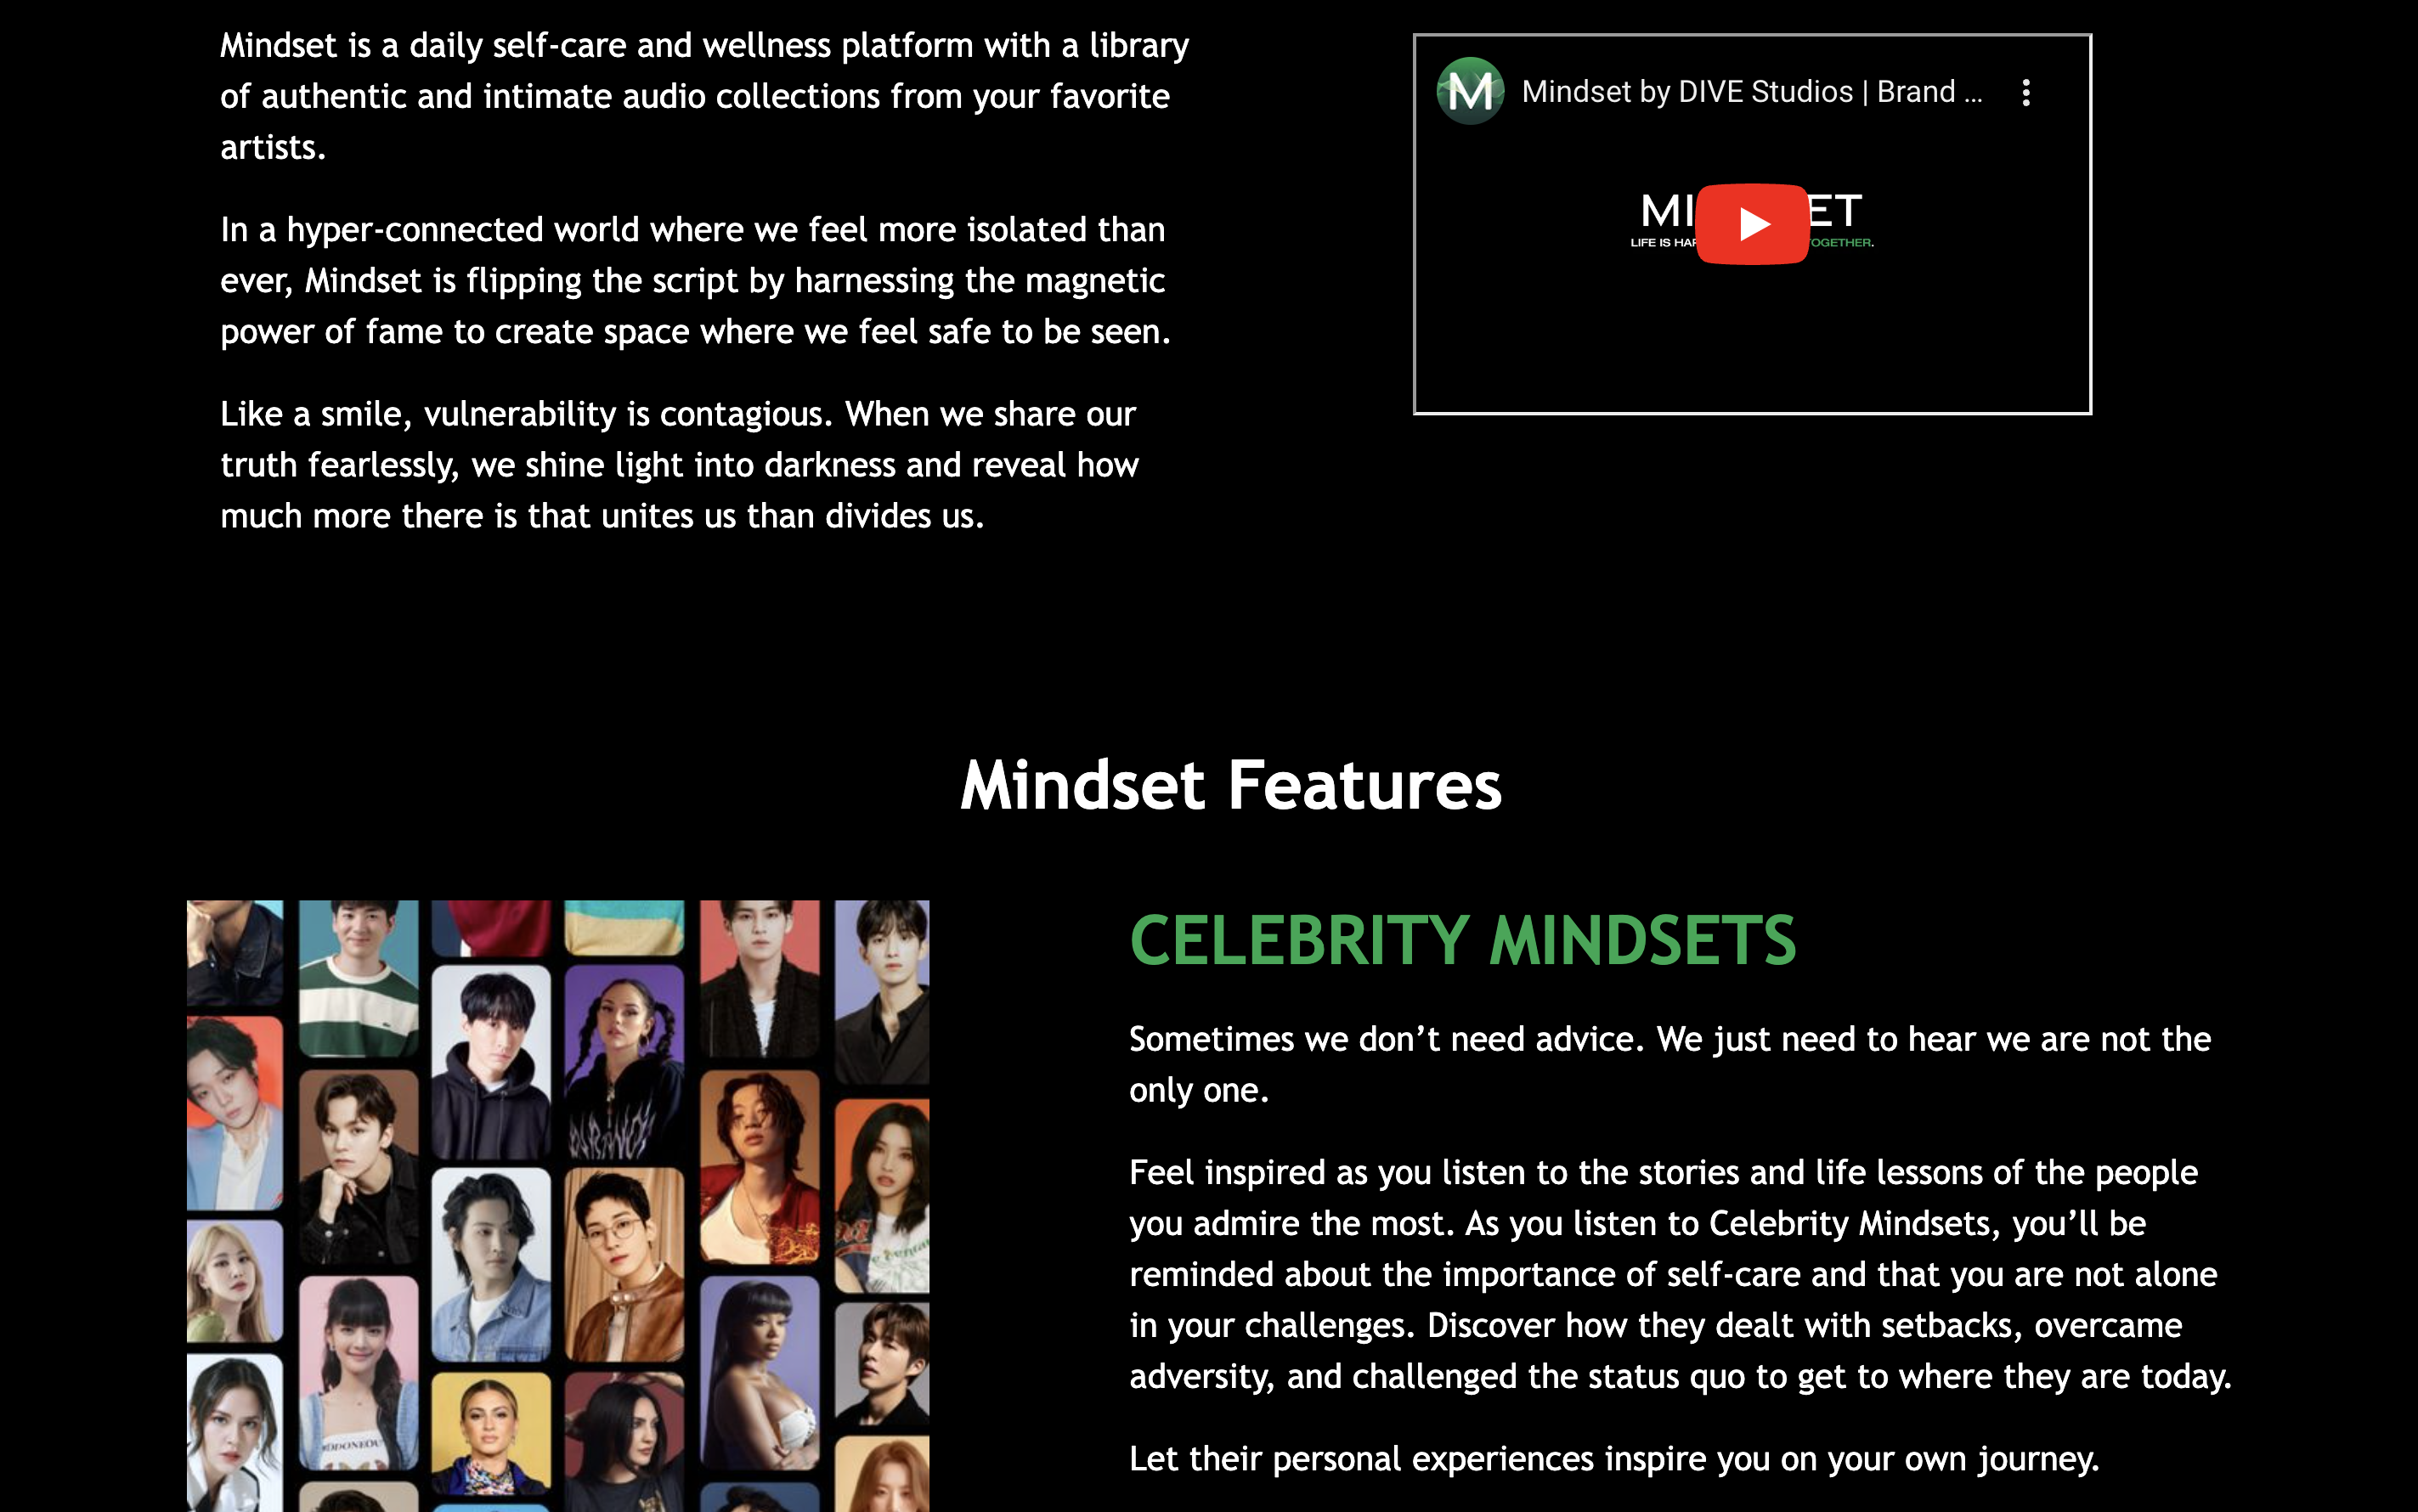 Mindset is a daily self-care and wellness platform with a library
of authentic and intimate audio collections from your favorite
artists.
In a hyper-connected world where we feel more isolated than
ever, Mindset is flipping the script by harnessing the magnetic
power of fame to create space where we feel safe to be seen.
Like a smile, vulnerability is contagious. When we share our
truth fearlessly, we shine light into darkness and reveal how
much more there is that unites us than divides us.
M Mindset by DIVE Studios | Brand ...
MI ET
LIFE IS OGETHER.
Mindset Features
CELEBRITY MINDSETS
Sometimes we don’t need advice. We just need to hear we are not the
only one.
Feel inspired as you listen to the stories and life lessons of the people
you admire the most. As you listen to Celebrity Mindsets, you’ll be
reminded about the importance of self-care and that you are not alone
in your challenges. Discover how they dealt with setbacks, overcame
adversity, and challenged the status quo to get to where they are today.
Let their personal experiences inspire you on your own journey.